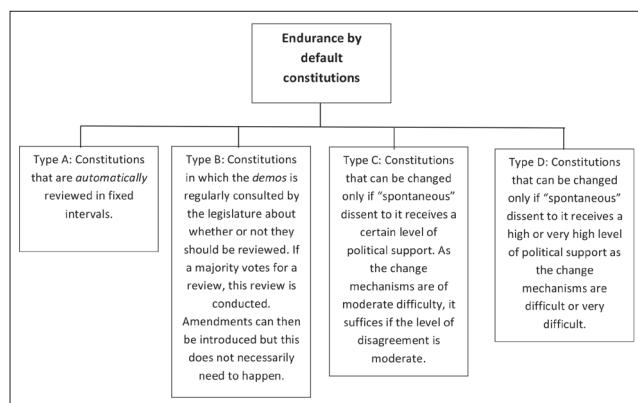 Endurance by
default
constitutions
Type A: Constitutions
that are automatically
reviewed in fixed
intervals.
Type B: Constitutions
in which the demos is
regularly consulted by
the legislature about
whether or not they
should be reviewed. If
a majority votes for a
review, this review is
conducted.
Amendments can then
be introduced but this
does not necessarily
need to happen.
Type C: Constitutions
that can be changed
only if “spontaneous”
dissent to it receives a
certain level of
political support. As
the change
mechanisms are of
moderate difficulty, it
suffices if the level of
disagreement is
moderate.
Type D: Constitutions
that can be changed
only if “spontaneous”
dissent to it receives a
high or very high level
of political support as
the change
mechanisms are
difficult or very
difficult.